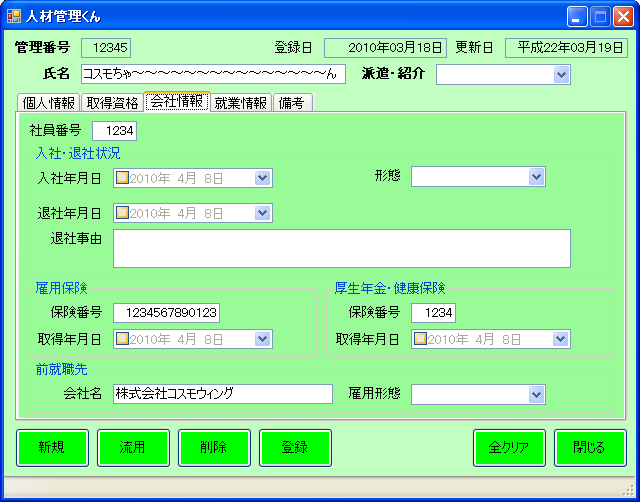 人材管理くん
管理番号 12345 登録日 2010年03月18日 更新日 平成22年03月19日
氏名 コスモちゃ～～～～～～～～～～～～～～～ん 派遣・紹介
個人情報 取得資格 会社情報 就業情報 備考
社員番号 1234
入社・退社状況
入社年月日 2010年 4月 8日 形態
退社年月日 2010年 4月 8日
退社事由
雇用保険 厚生年金・健康保険
保険番号 1234567890123 保険番号 1234
取得年月日 2010年 4月 8日 取得年月日 2010年 4月 8日
前就職先
会社名 株式会社コスモウィング 雇用形態
新規 流用 削除 登録 全クリア 閉じる